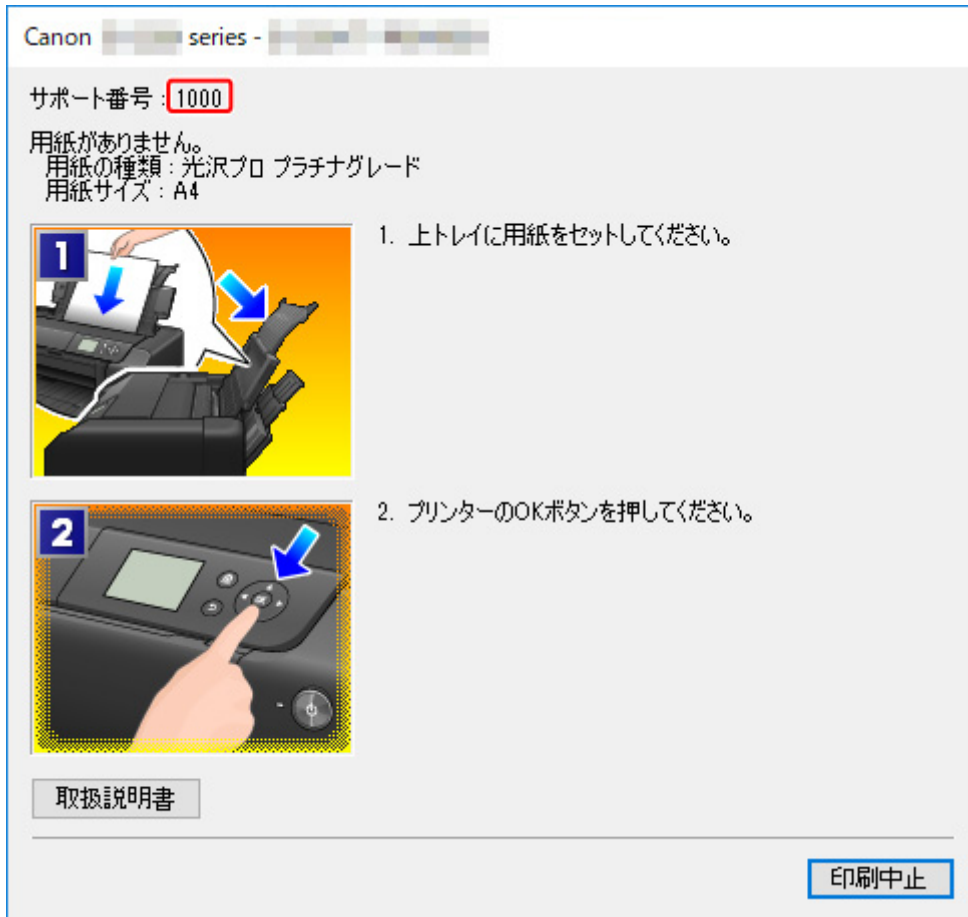 Canon series -
サポート番号 : 1000
用紙がありません。
用紙の種類 : 光沢プロ プラチナグレード
用紙サイズ : A4
1
1. 上トレイに用紙をセットしてください。
2
2. プリンターのOKボタンを押してください。
OK
取扱説明書
印刷中止